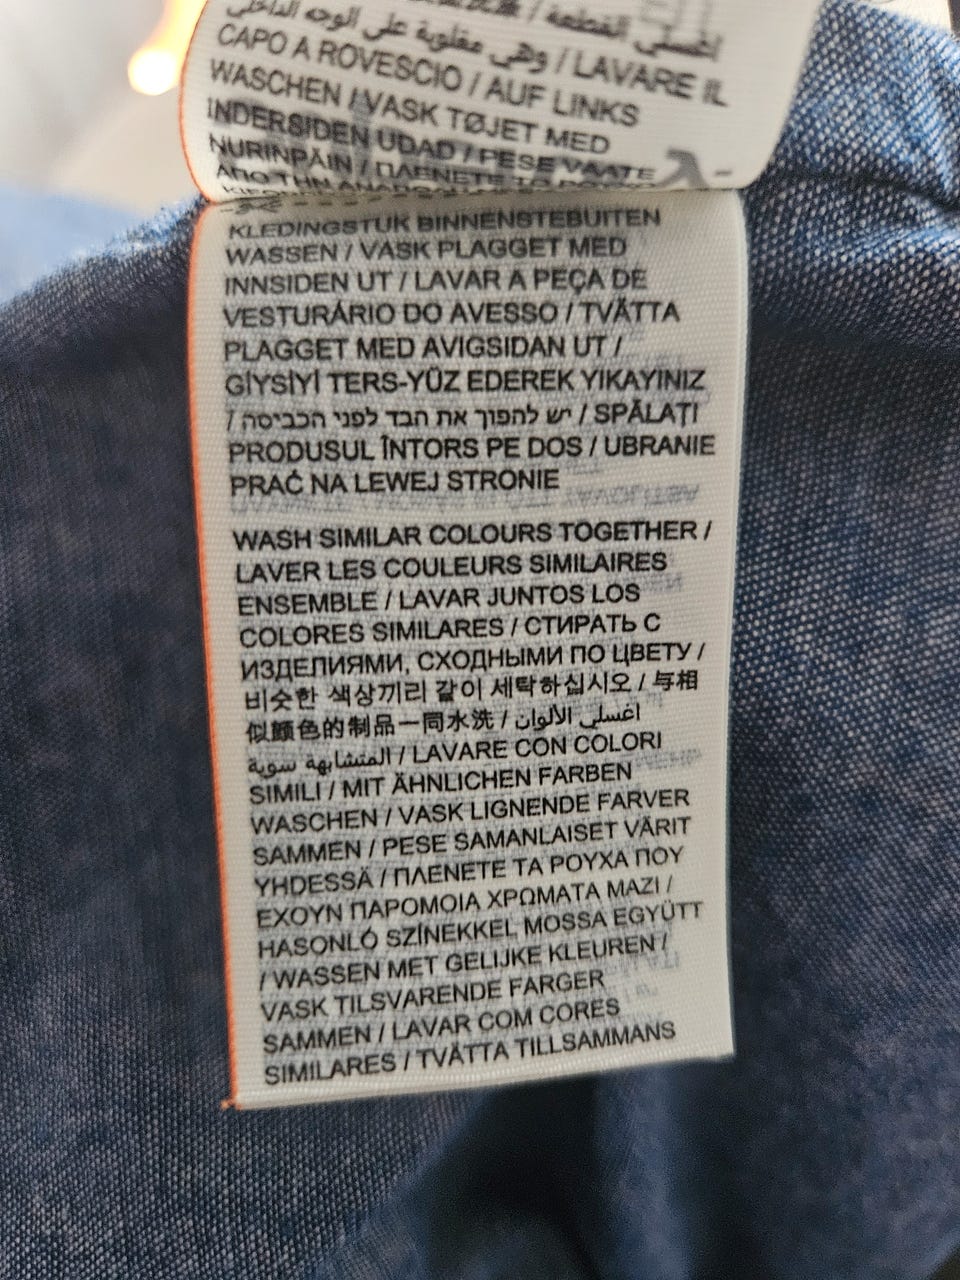 اغسلي القطعة /
وهي مقلوبة على الوجه الداخلي / LAVARE IL
CAPO A ROVESCIO / AUF LINKS
WASCHEN / VASK TØJET MED
INDERSIDEN UDAD / PESE VAATE
NURINPÄIN / ΠΛΕΝΕΤΕ ΤΟ
ΑΠΟ ΤΗΝ
KLEDINGSTUK BINNENSTEBUITEN
WASSEN / VASK PLAGGET MED
INNSIDEN UT / LAVAR A PEÇA DE
VESTURÁRIO DO AVESSO / TVÄTTA
PLAGGET MED AVIGSIDAN UT /
GİYSİYİ TERS-YÜZ EDEREK YIKAYINIZ
/ יש להפוך את הבד לפני הכביסה / SPĂLAȚI
PRODUSUL ÎNTORS PE DOS / UBRANIE
PRAĆ NA LEWEJ STRONIE
WASH SIMILAR COLOURS TOGETHER /
LAVER LES COULEURS SIMILAIRES
ENSEMBLE / LAVAR JUNTOS LOS
COLORES SIMILARES / СТИРАТЬ С
ИЗДЕЛИЯМИ, СХОДНЫМИ ПО ЦВЕТУ /
비슷한 색상끼리 같이 세탁하십시오 / 与相
似颜色的制品一同水洗 / اغسلي الألوان
المتشابهة سوية / LAVARE CON COLORI
SIMILI / MIT ÄHNLICHEN FARBEN
WASCHEN / VASK LIGNENDE FARVER
SAMMEN / PESE SAMANLAISET VÄRIT
YHDESSÄ / ΠΛΕΝΕΤΕ ΤΑ ΡΟΥΧΑ ΠΟΥ
ΕΧΟΥΝ ΠΑΡΟΜΟΙΑ ΧΡΩΜΑΤΑ ΜΑΖΙ /
HASONLÓ SZÍNEKKEL MOSSA EGYÜTT
/ WASSEN MET GELIJKE KLEUREN /
VASK TILSVARENDE FARGER
SAMMEN / LAVAR COM CORES
SIMILARES / TVÄTTA TILLSAMMANS